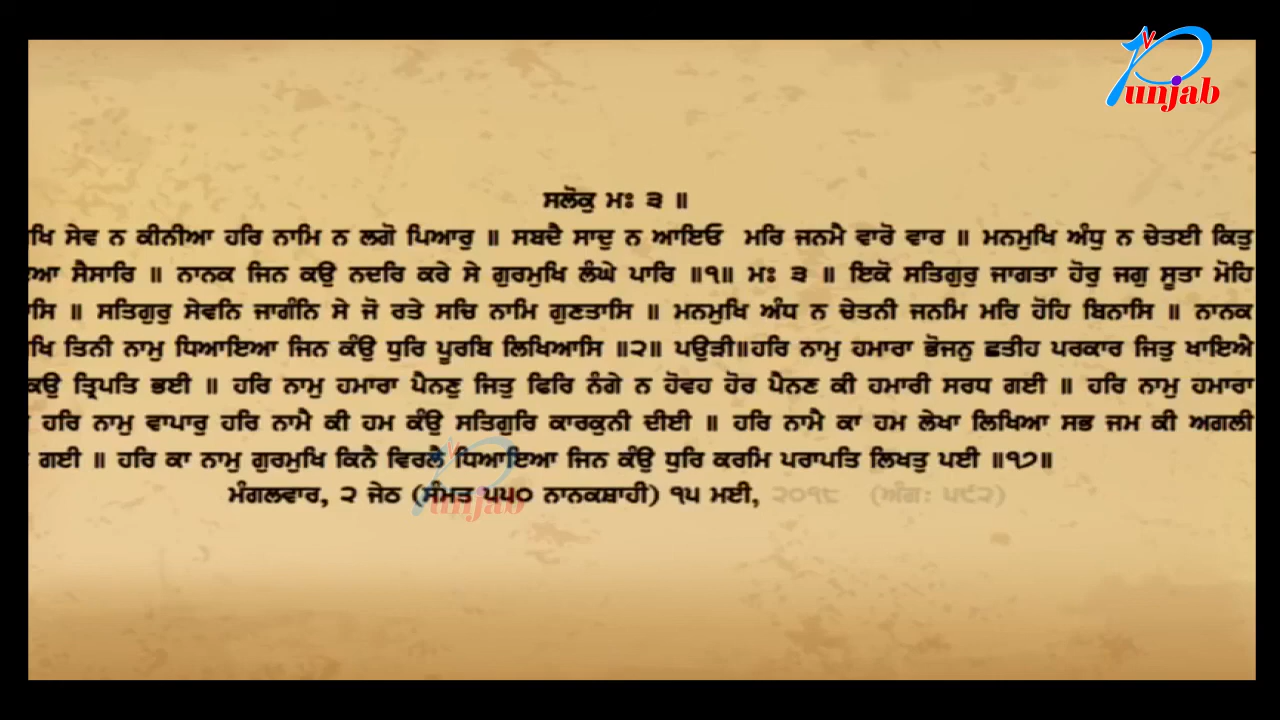 Punjab
ਸਲੋਕੁ ਮਃ ੩ ॥
ਖਿ ਸੇਵ ਨ ਕੀਨੀਆ ਹਰਿ ਨਾਮਿ ਨ ਲਗੋ ਪਿਆਰੁ ॥ ਸਬਦੈ ਸਾਦੁ ਨ ਆਇਓ ਮਰਿ ਜਨਮੈ ਵਾਰੋ ਵਾਰ ॥ ਮਨਮੁਖਿ ਅੰਧੁ ਨ ਚੇਤਈ ਕਿਤੁ
ਇਆ ਸੈਸਾਰਿ ॥ ਨਾਨਕ ਜਿਨ ਕਉ ਨਦਰਿ ਕਰੇ ਸੇ ਗੁਰਮੁਖਿ ਲੰਘੇ ਪਾਰਿ ॥੧॥ ਮਃ ੩ ॥ ਇਕੋ ਸਤਿਗੁਰੁ ਜਾਗਤਾ ਹੋਰੁ ਜਗੁ ਸੂਤਾ ਮੋਹਿ
ਸਿ ॥ ਸਤਿਗੁਰੁ ਸੇਵਨਿ ਜਾਗੰਨਿ ਸੇ ਜੋ ਰਤੇ ਸਚਿ ਨਾਮਿ ਗੁਣਤਾਸਿ ॥ ਮਨਮੁਖਿ ਅੰਧ ਨ ਚੇਤਨੀ ਜਨਮਿ ਮਰਿ ਹੋਹਿ ਬਿਨਾਸਿ ॥ ਨਾਨਕ
ਖਿ ਤਿਨੀ ਨਾਮੁ ਧਿਆਇਆ ਜਿਨ ਕੰਉ ਧੁਰਿ ਪੂਰਬਿ ਲਿਖਿਆਸਿ ॥੨॥ ਪਉੜੀ॥ਹਰਿ ਨਾਮੁ ਹਮਾਰਾ ਭੋਜਨੁ ਛਤੀਹ ਪਰਕਾਰ ਜਿਤੁ ਖਾਇਐ
ਕਉ ਤ੍ਰਿਪਤਿ ਭਈ ॥ ਹਰਿ ਨਾਮੁ ਹਮਾਰਾ ਪੈਨਣੁ ਜਿਤੁ ਫਿਰਿ ਨੰਗੇ ਨ ਹੋਵਹ ਹੋਰ ਪੈਨਣ ਕੀ ਹਮਾਰੀ ਸਰਧ ਗਈ ॥ ਹਰਿ ਨਾਮੁ ਹਮਾਰਾ
ਹਰਿ ਨਾਮੁ ਵਾਪਾਰੁ ਹਰਿ ਨਾਮੈ ਕੀ ਹਮ ਕੰਉ ਸਤਿਗੁਰਿ ਕਾਰਕੁਨੀ ਦੀਈ ॥ ਹਰਿ ਨਾਮੈ ਕਾ ਹਮ ਲੇਖਾ ਲਿਖਿਆ ਸਭ ਜਮ ਕੀ ਅਗਲੀ
ਗਈ ॥ ਹਰਿ ਕਾ ਨਾਮੁ ਗੁਰਮੁਖਿ ਕਿਨੈ ਵਿਰਲੈ ਧਿਆਇਆ ਜਿਨ ਕੰਉ ਧੁਰਿ ਕਰਮਿ ਪਰਾਪਤਿ ਲਿਖਤੁ ਪਈ ॥੧੭॥
ਮੰਗਲਵਾਰ, ੨ ਜੇਠ (ਸੰਮਤ ੫੫੦ ਨਾਨਕਸ਼ਾਹੀ) ੧੫ ਮਈ, ੨੦੧੮ (ਅੰਗ: ੫੯੨)